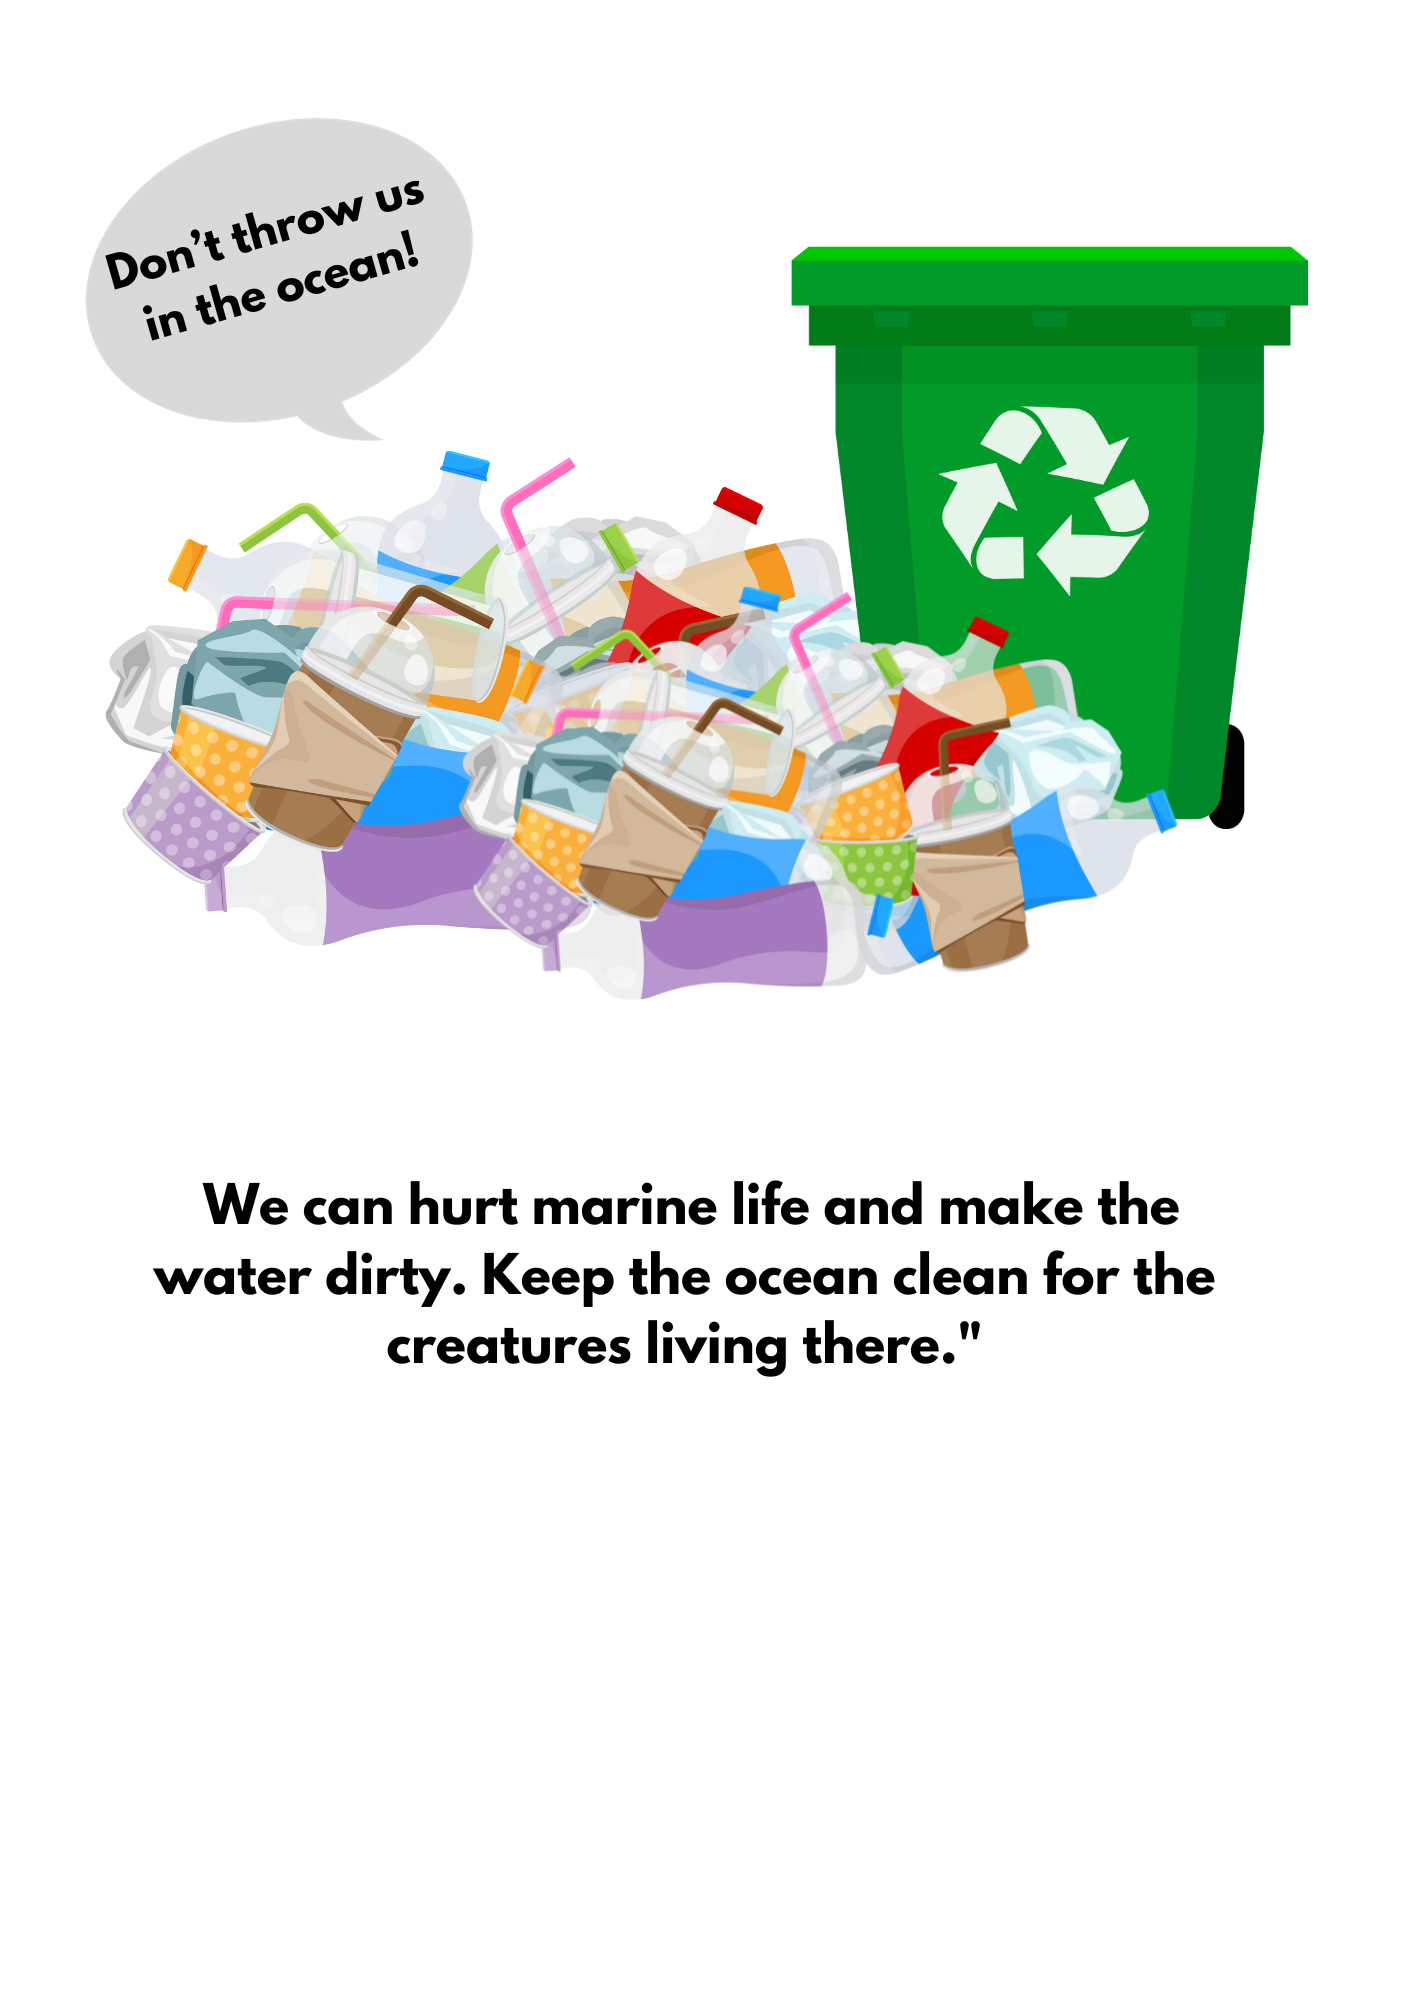 Don’t throw us
in the ocean!
We can hurt marine life and make the
water dirty. Keep the ocean clean for the
creatures living there."